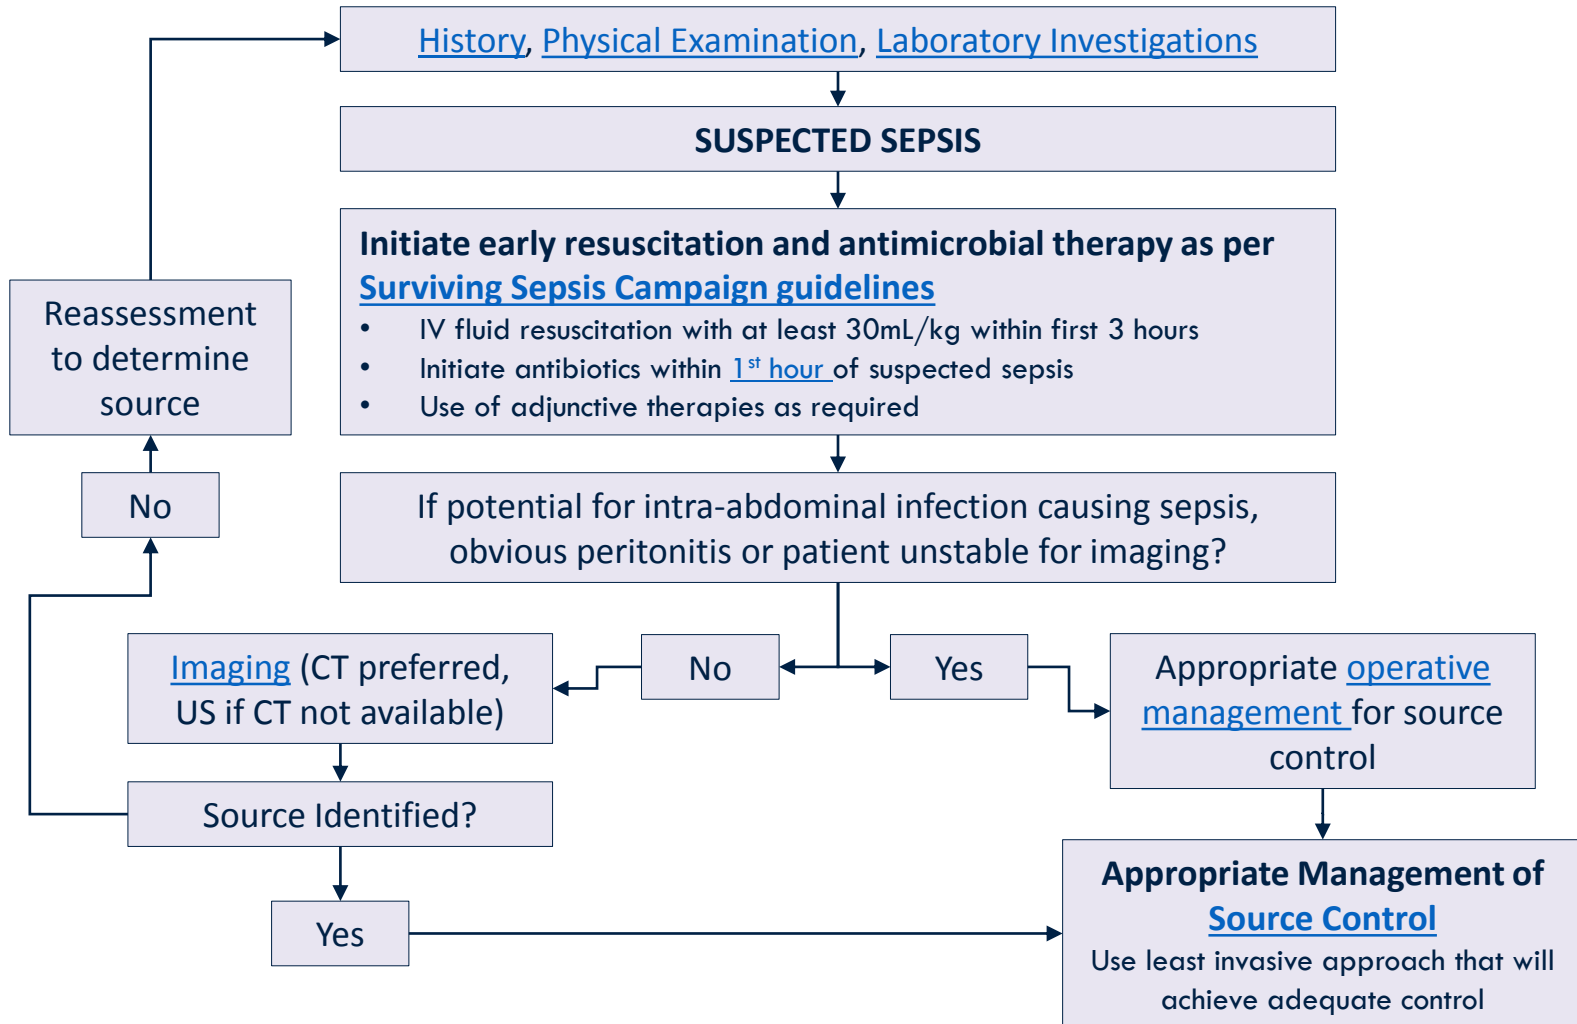 History, Physical Examination, Laboratory Investigations
SUSPECTED SEPSIS
Initiate early resuscitation and antimicrobial therapy as per
Surviving Sepsis Campaign guidelines
• IV fluid resuscitation with at least 30mL/kg within first 3 hours
• Initiate antibiotics within 1st hour of suspected sepsis
• Use of adjunctive therapies as required
Reassessment
to determine
source
No
If potential for intra-abdominal infection causing sepsis,
obvious peritonitis or patient unstable for imaging?
No
Yes
Imaging (CT preferred,
US if CT not available)
Appropriate operative
management for source
control
Source Identified?
Yes
Appropriate Management of
Source Control
Use least invasive approach that will
achieve adequate control